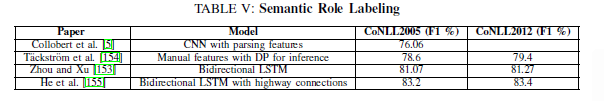 TABLE V: Semantic Role Labeling
Paper Model CoNLL2005 (F1 %) CoNLL2012 (F1 %)
Collobert et al. [5] CNN with parsing features 76.06
Täckström et al. [154] Manual features with DP for inference 78.6 79.4
Zhou and Xu [153] Bidirectional LSTM 81.07 81.27
He et al. [155] Bidirectional LSTM with highway connections 83.2 83.4